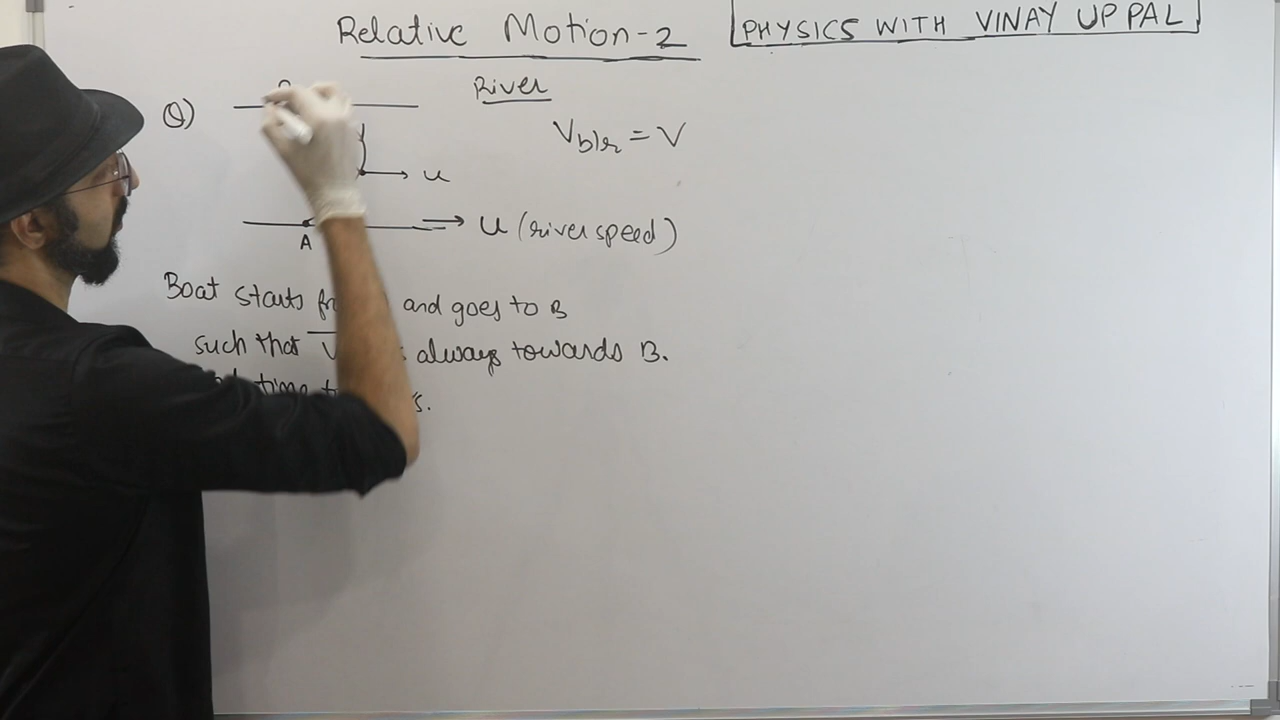 Relative Motion-2
PHYSICS WITH VINAY UPPAL
Q)
River
V b/r = V
u
A
u (river speed)
Boat starts and goes to B
such that always towards B.
time